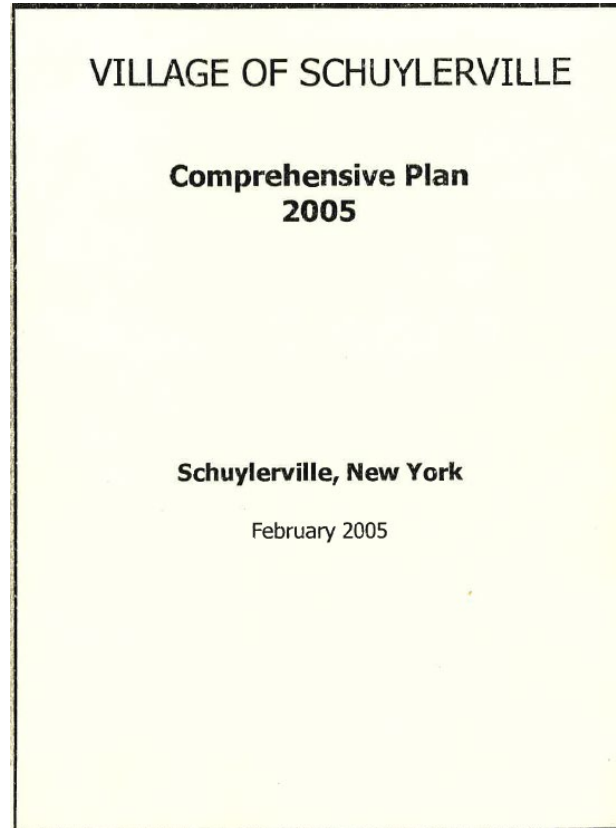 VILLAGE OF SCHUYLERVILLE
Comprehensive Plan
2005
Schuylerville, New York
February 2005